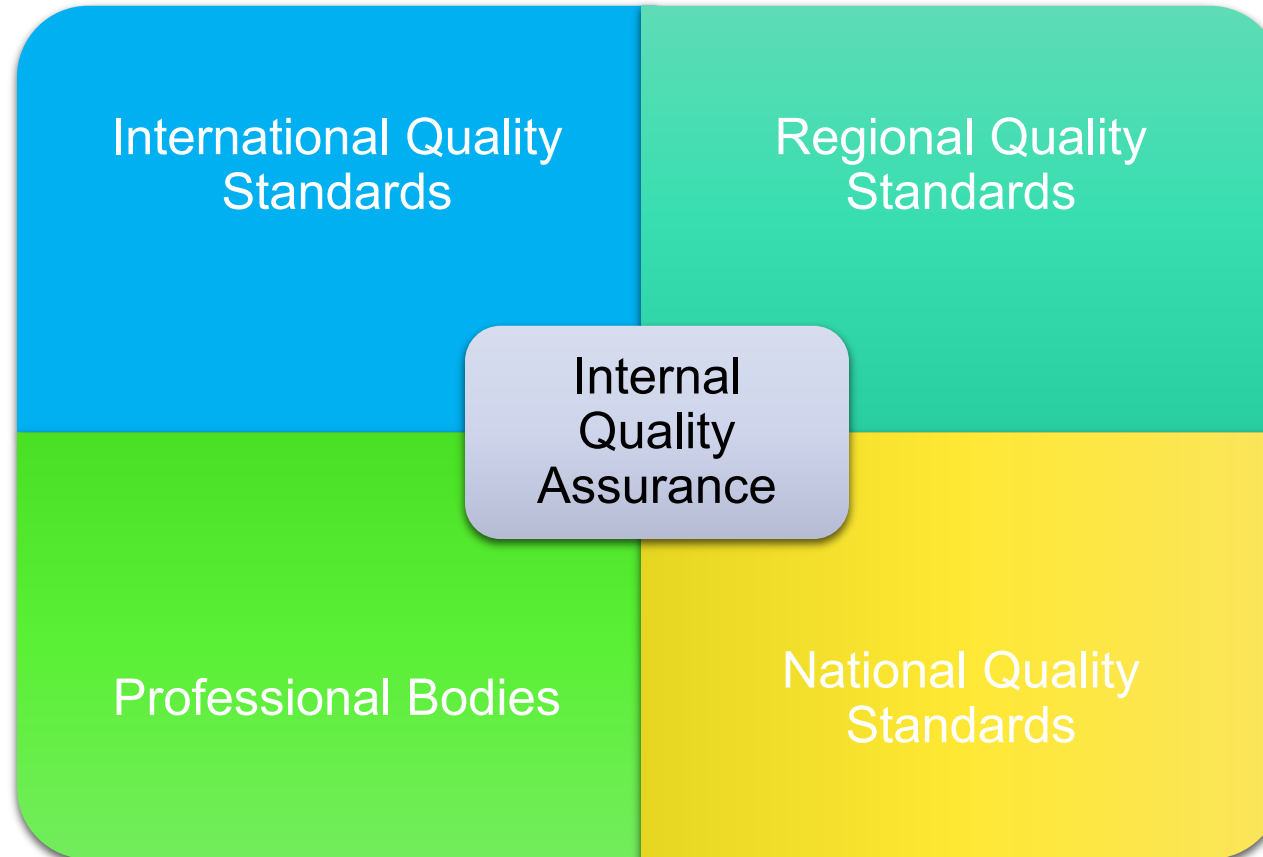 International Quality
Standards
Regional Quality
Standards
Internal
Quality
Assurance
Professional Bodies
National Quality
Standards